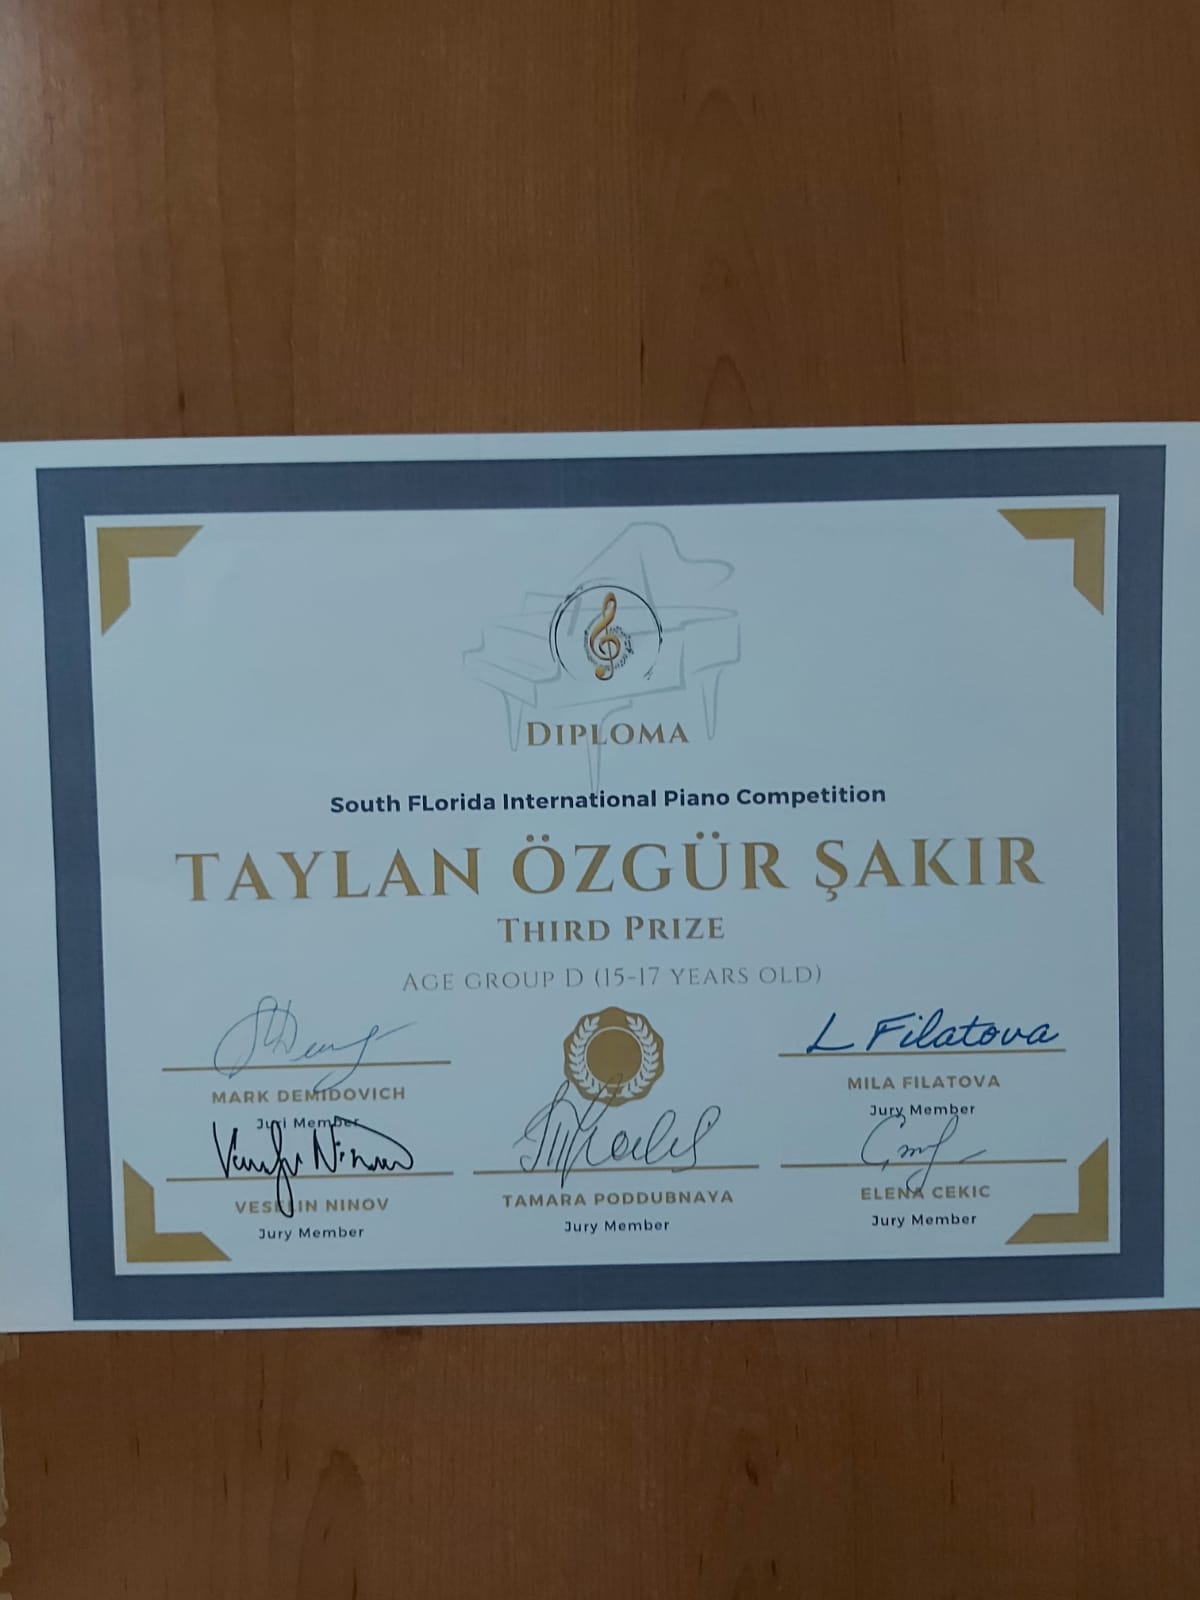 DIPLOMA
South FLorida International Piano Competition
TAYLAN ÖZGÜR ŞAKIR
THIRD PRIZE
AGE GROUP D (15-17 YEARS OLD)
L Filatova
MARK DEMIDOVICH
Juri Member
MILA FILATOVA
Jury Member
VESELIN NINOV
Jury Member
TAMARA PODDUBNAYA
Jury Member
ELENA CEKIC
Jury Member